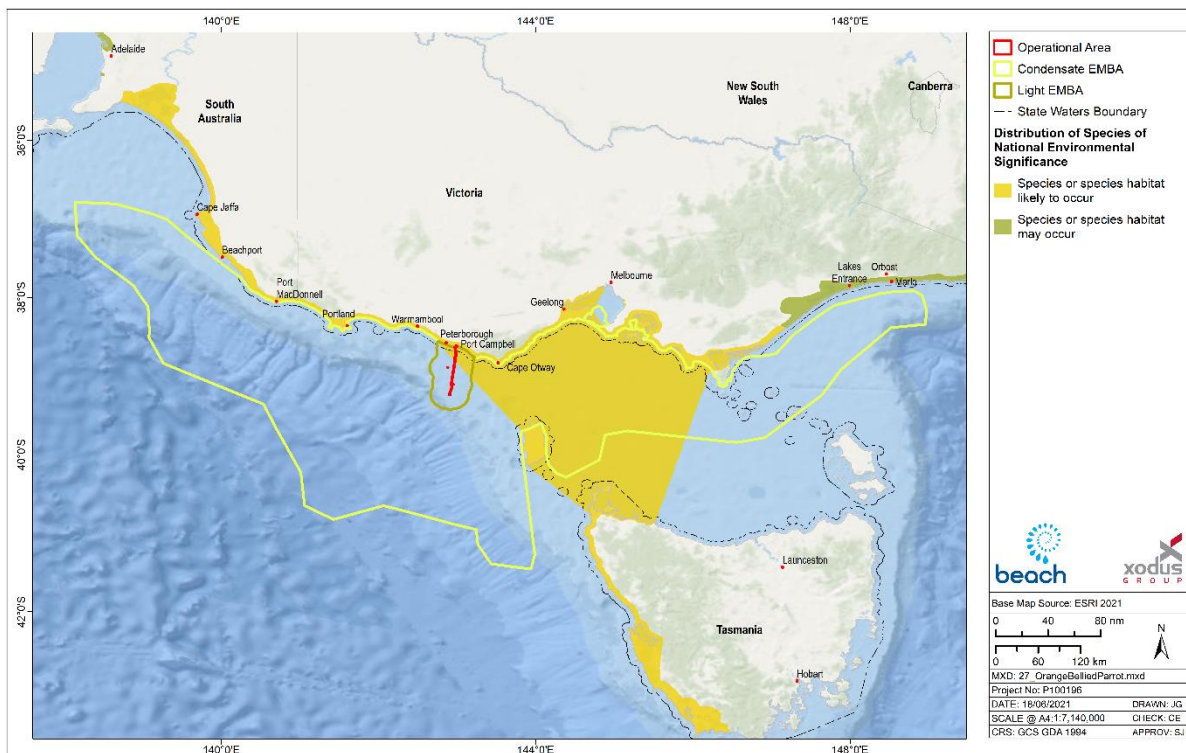 140°0'E
144°0'E
148°0'E
Adelaide
South
Australia
New South
Wales
Canberra
36°S
Victoria
Cape Jaffa
Beachport
Port
MacDonnell
Portland
Warrnambool
Peterborough
Port Campbell
Cape Otway
Geelong
Melbourne
Lakes
Entrance
Orbost
Marlo
38°S
40°S
42°S
Launceston
Tasmania
Hobart
140°0'E
144°0'E
148°0'E
Operational Area
Condensate EMBA
Light EMBA
State Waters Boundary
Distribution of Species of
National Environmental
Significance
Species or species habitat
likely to occur
Species or species habitat
may occur
beach
xodus
GROUP
Base Map Source: ESRI 2021
0 40 80 nm
N
0 60 120 km
MXD: 27_OrangeBelliedParrot.mxd
Project No: P100196
DATE: 18/06/2021 DRAWN: JG
SCALE @ A4:1:7,140,000 CHECK: CE
CRS: GCS GDA 1994 APPROV: SJ